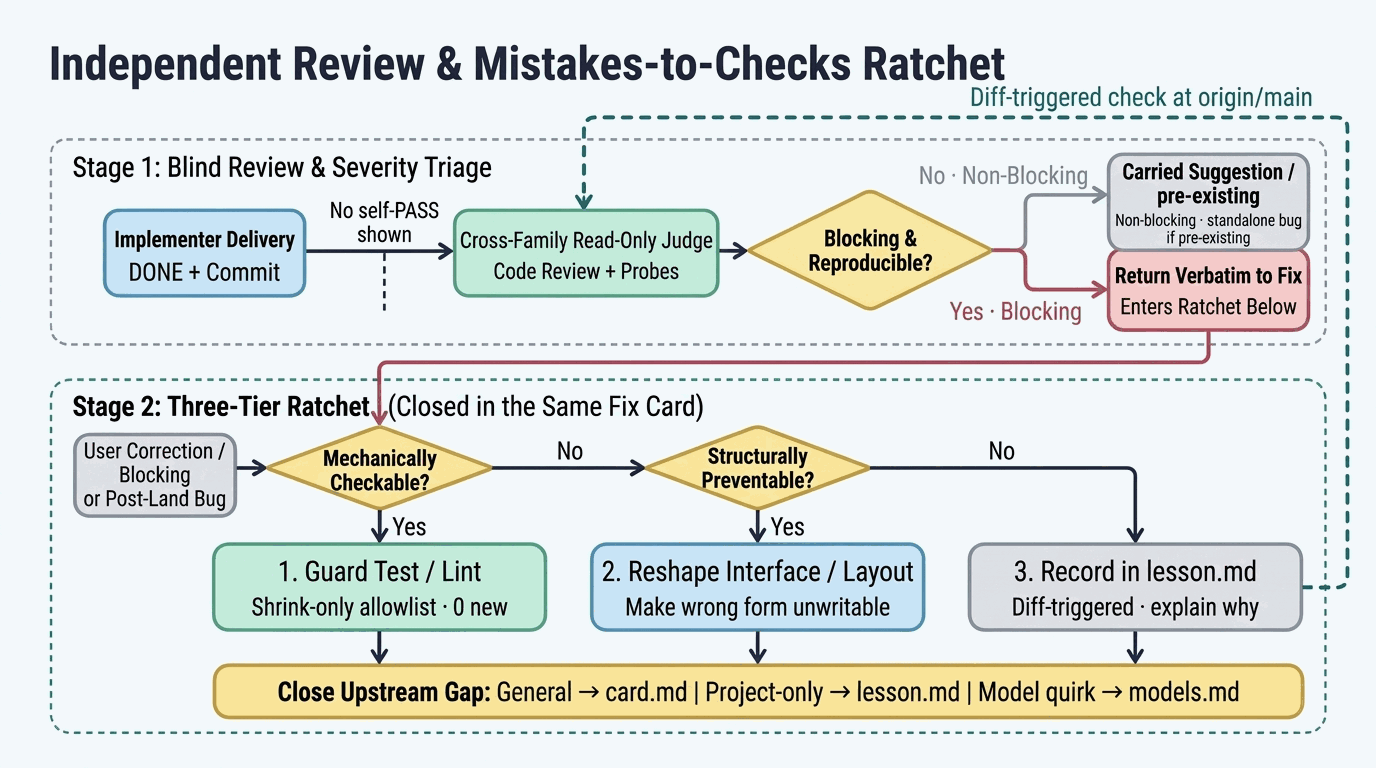 Independent Review & Mistakes-to-Checks Ratchet
Diff-triggered check at origin/main
Stage 1: Blind Review & Severity Triage
Implementer Delivery
DONE + Commit
No self-PASS
shown
Cross-Family Read-Only Judge
Code Review + Probes
Blocking &
Reproducible?
No · Non-Blocking
Yes · Blocking
Carried Suggestion /
pre-existing
Non-blocking · standalone bug
if pre-existing
Return Verbatim to Fix
Enters Ratchet Below
Stage 2: Three-Tier Ratchet (Closed in the Same Fix Card)
User Correction /
Blocking
or Post-Land Bug
Mechanically
Checkable?
No
Structurally
Preventable?
No
Yes
Yes
1. Guard Test / Lint
Shrink-only allowlist · 0 new
2. Reshape Interface / Layout
Make wrong form unwritable
3. Record in lesson.md
Diff-triggered · explain why
Close Upstream Gap: General → card.md | Project-only → lesson.md | Model quirk → models.md